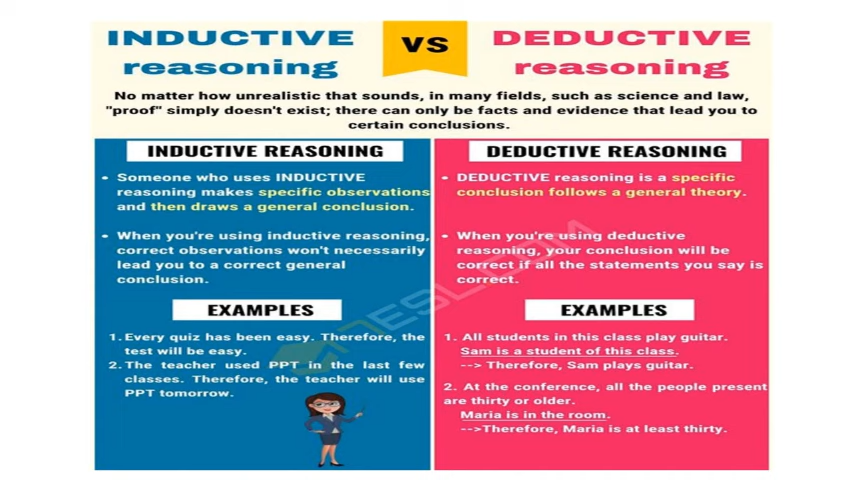 INDUCTIVE
reasoning
VS
DEDUCTIVE
reasoning
No matter how unrealistic that sounds, in many fields, such as science and law,
"proof" simply doesn't exist; there can only be facts and evidence that lead you to
certain conclusions.
INDUCTIVE REASONING
• Someone who uses INDUCTIVE
reasoning makes specific observations
and then draws a general conclusion.
• When you're using inductive reasoning,
correct observations won't necessarily
lead you to a correct general
conclusion.
EXAMPLES
1. Every quiz has been easy. Therefore, the
test will be easy.
2. The teacher used PPT in the last few
classes. Therefore, the teacher will use
PPT tomorrow.
DEDUCTIVE REASONING
• DEDUCTIVE reasoning is a specific
conclusion follows a general theory.
• When you're using deductive
reasoning, your conclusion will be
correct if all the statements you say is
correct.
EXAMPLES
1. All students in this class play guitar.
Sam is a student of this class.
--> Therefore, Sam plays guitar.
2. At the conference, all the people present
are thirty or older.
Maria is in the room.
-->Therefore, Maria is at least thirty.
7ESL.COM